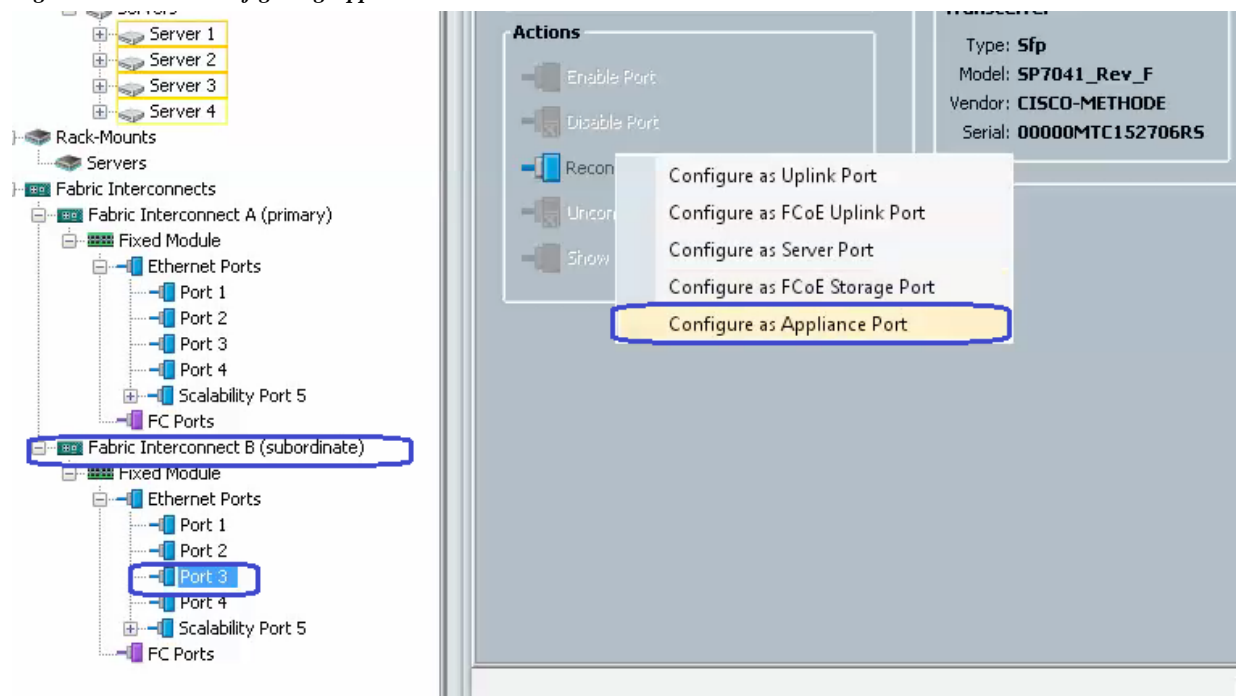 Servers
Server 1
Server 2
Server 3
Server 4
Rack-Mounts
Servers
Fabric Interconnects
Fabric Interconnect A (primary)
Fixed Module
Ethernet Ports
Port 1
Port 2
Port 3
Port 4
Scalability Port 5
FC Ports
Fabric Interconnect B (subordinate)
Fixed Module
Ethernet Ports
Port 1
Port 2
Port 3
Port 4
Scalability Port 5
FC Ports
Actions
Enable Port
Disable Port
Recon
Uncon
Show
Configure as Uplink Port
Configure as FCoE Uplink Port
Configure as Server Port
Configure as FCoE Storage Port
Configure as Appliance Port
Transceiver
Type: Sfp
Model: SP7041_Rev_F
Vendor: CISCO-METHODE
Serial: 00000MTC152706RS